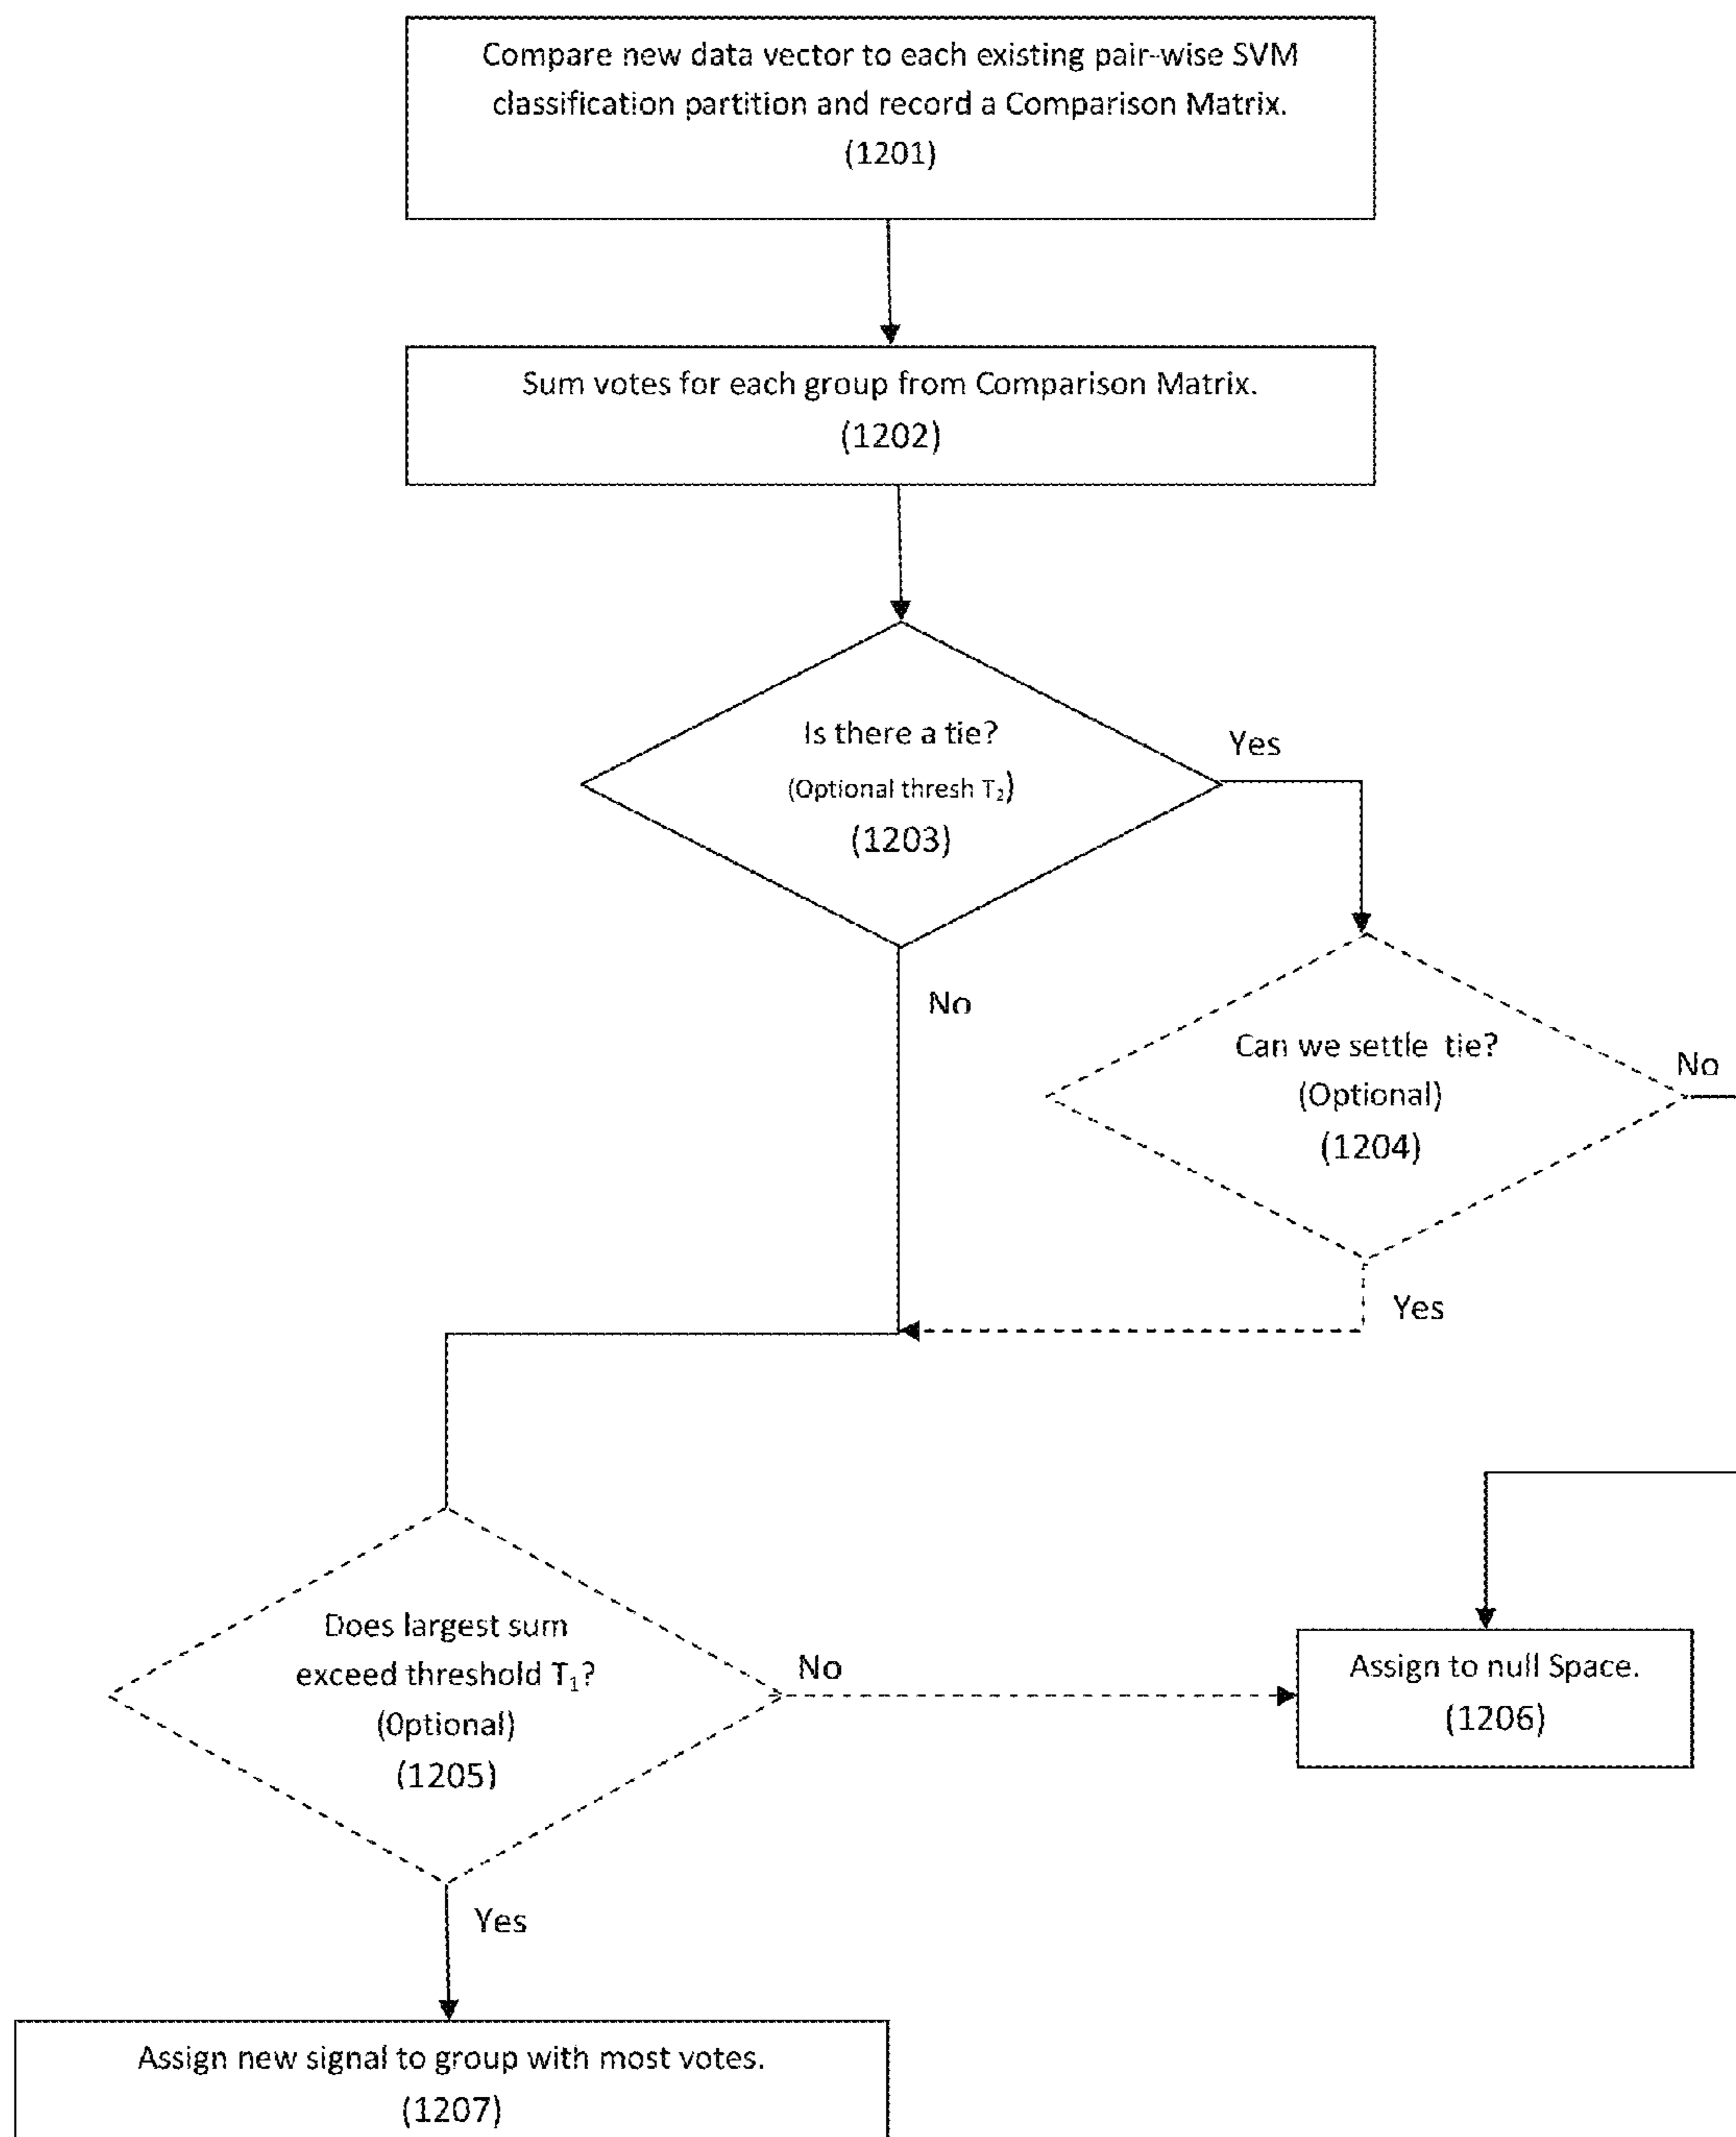 Compare new data vector to each existing pair-wise SVM
classification partition and record a Comparison Matrix.
(1201)
Sum votes for each group from Comparison Matrix.
(1202)
Is there a tie?
(Optional thresh T₂)
(1203)
Yes
No
Can we settle tie?
(Optional)
(1204)
No
Yes
Does largest sum
exceed threshold T₁?
(Optional)
(1205)
No
Assign to null Space.
(1206)
Yes
Assign new signal to group with most votes.
(1207)